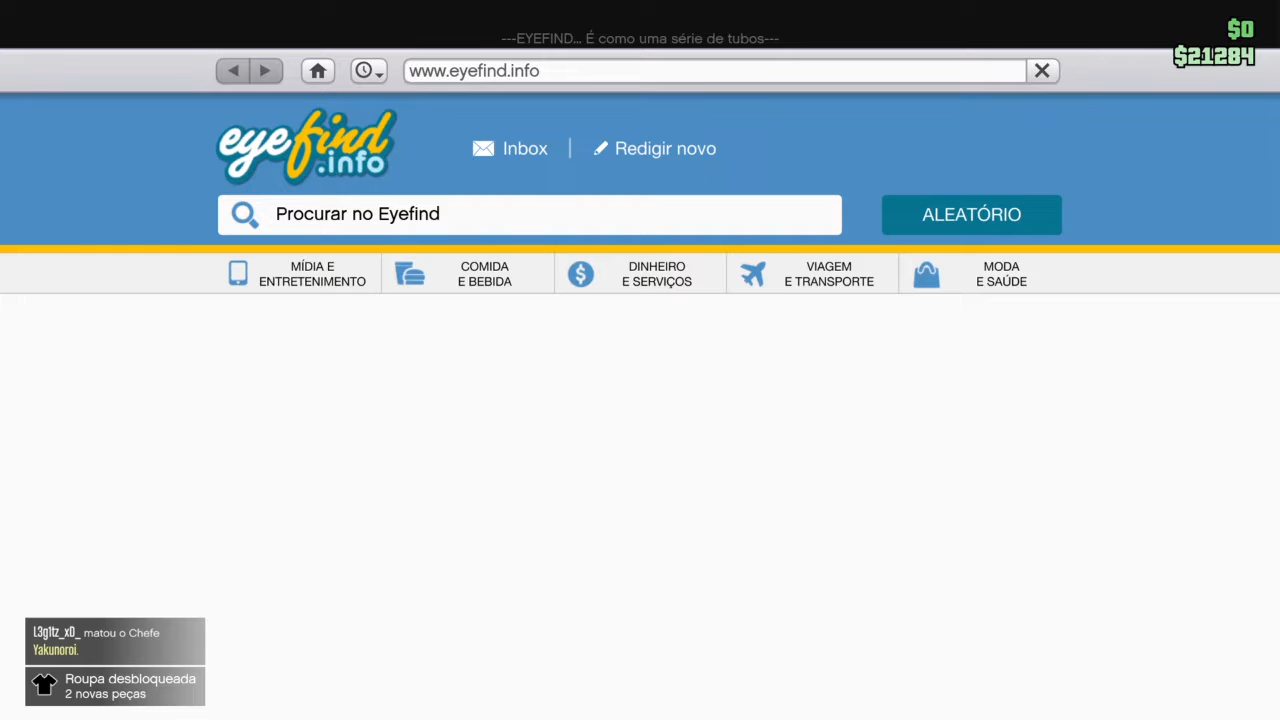 ---EYEFIND... É como uma série de tubos---
$0
$21284
www.eyefind.info
eyefind
.info
Inbox
Redigir novo
Procurar no Eyefind
ALEATÓRIO
MÍDIA E
ENTRETENIMENTO
COMIDA
E BEBIDA
DINHEIRO
E SERVIÇOS
VIAGEM
E TRANSPORTE
MODA
E SAÚDE
L3g1tz_xD_ matou o Chefe
Yakunoroi.
Roupa desbloqueada
2 novas peças